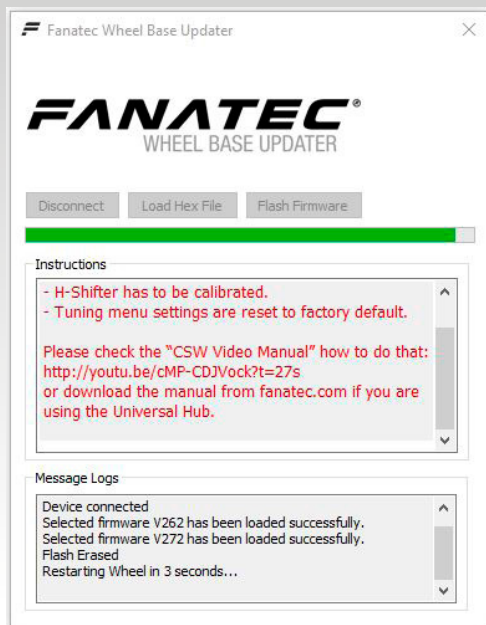 Fanatec Wheel Base Updater
FANATEC®
WHEEL BASE UPDATER
Disconnect
Load Hex File
Flash Firmware
Instructions
- H-Shifter has to be calibrated.
- Tuning menu settings are reset to factory default.
Please check the “CSW Video Manual” how to do that:
http://youtu.be/cMP-CDJVock?t=27s
or download the manual from fanatec.com if you are
using the Universal Hub.
Message Logs
Device connected
Selected firmware V262 has been loaded successfully.
Selected firmware V272 has been loaded successfully.
Flash Erased
Restarting Wheel in 3 seconds...